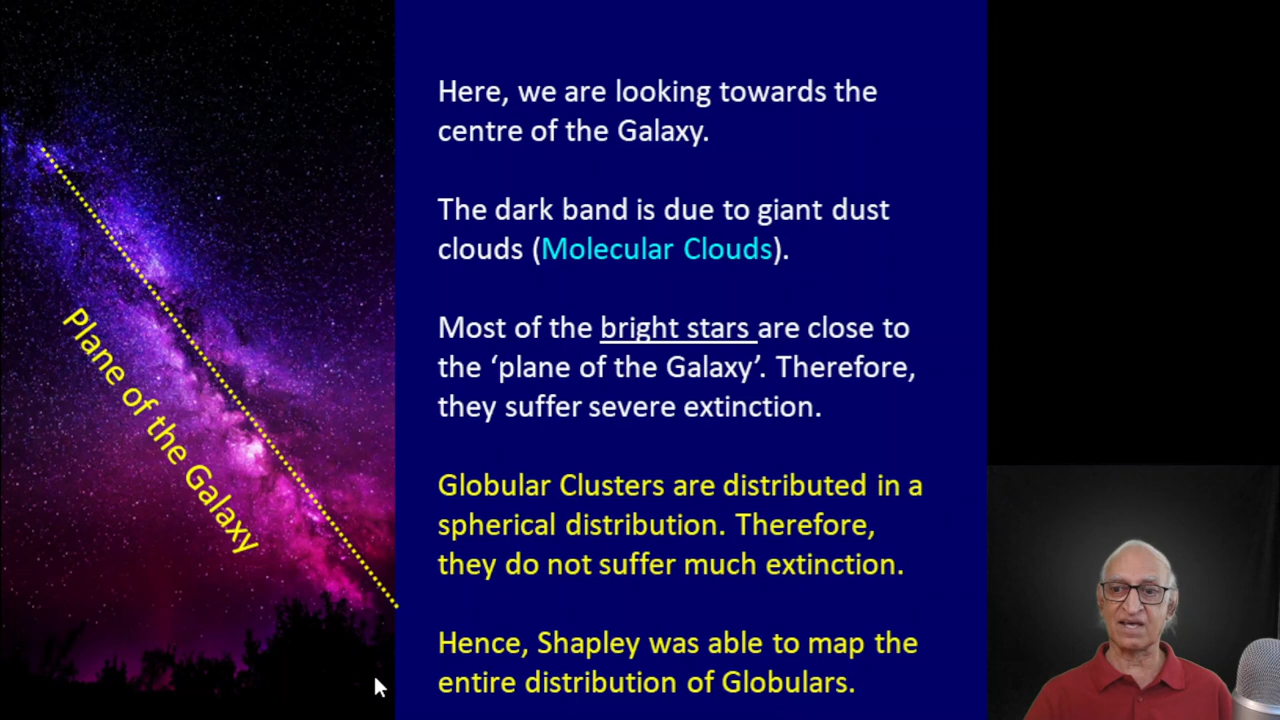 Plane of the Galaxy
Here, we are looking towards the
centre of the Galaxy.
The dark band is due to giant dust
clouds (Molecular Clouds).
Most of the bright stars are close to
the ‘plane of the Galaxy’. Therefore,
they suffer severe extinction.
Globular Clusters are distributed in a
spherical distribution. Therefore,
they do not suffer much extinction.
Hence, Shapley was able to map the
entire distribution of Globulars.